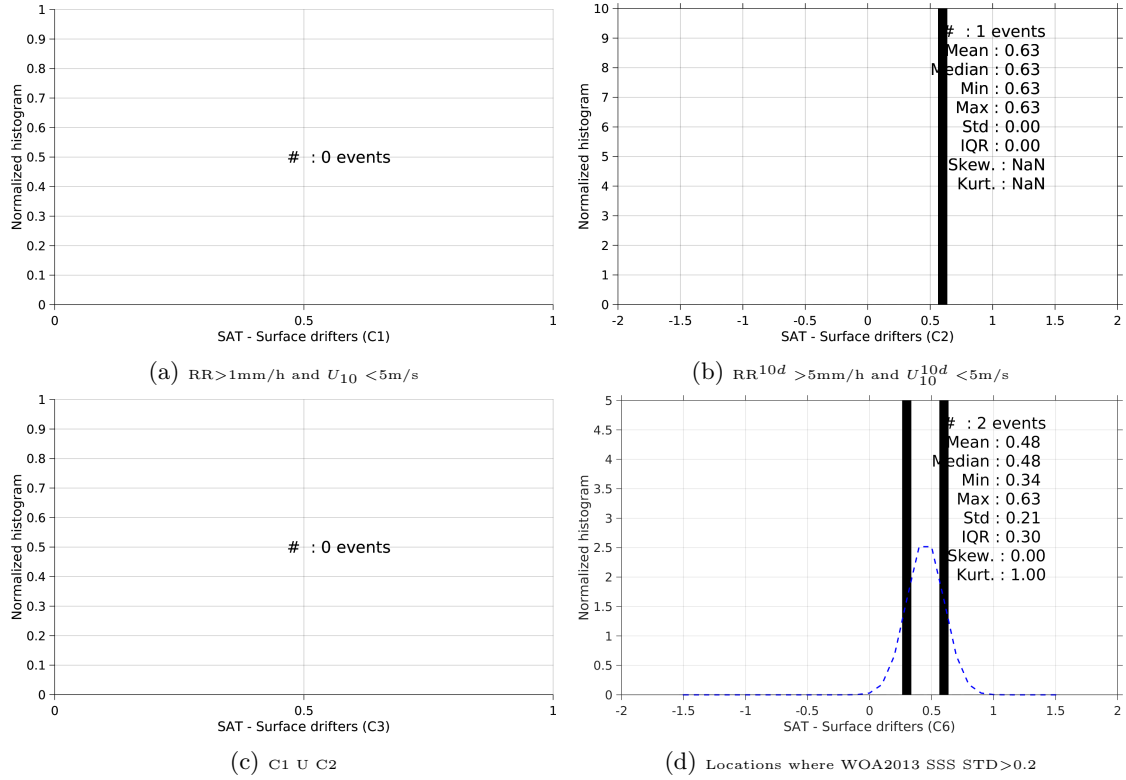 1
0.9
0.8
0.7
0.6
0.5
0.4
0.3
0.2
0.1
0
Normalized histogram
# : 0 events
0 0.5 1
SAT - Surface drifters (C1)
(a) RR>1mm/h and U10 <5m/s
10
9
8
7
6
5
4
3
2
1
0
Normalized histogram
# : 1 events
Mean : 0.63
Median : 0.63
Min : 0.63
Max : 0.63
Std : 0.00
IQR : 0.00
Skew. : NaN
Kurt. : NaN
-2 -1.5 -1 -0.5 0 0.5 1 1.5 2
SAT - Surface drifters (C2)
(b) RR10d >5mm/h and U10d10 <5m/s
1
0.9
0.8
0.7
0.6
0.5
0.4
0.3
0.2
0.1
0
Normalized histogram
# : 0 events
0 0.5 1
SAT - Surface drifters (C3)
(c) C1 U C2
5
4.5
4
3.5
3
2.5
2
1.5
1
0.5
0
Normalized histogram
# : 2 events
Mean : 0.48
Median : 0.48
Min : 0.34
Max : 0.63
Std : 0.21
IQR : 0.30
Skew. : 0.00
Kurt. : 1.00
-2 -1.5 -1 -0.5 0 0.5 1 1.5 2
SAT - Surface drifters (C6)
(d) Locations where WOA2013 SSS STD>0.2